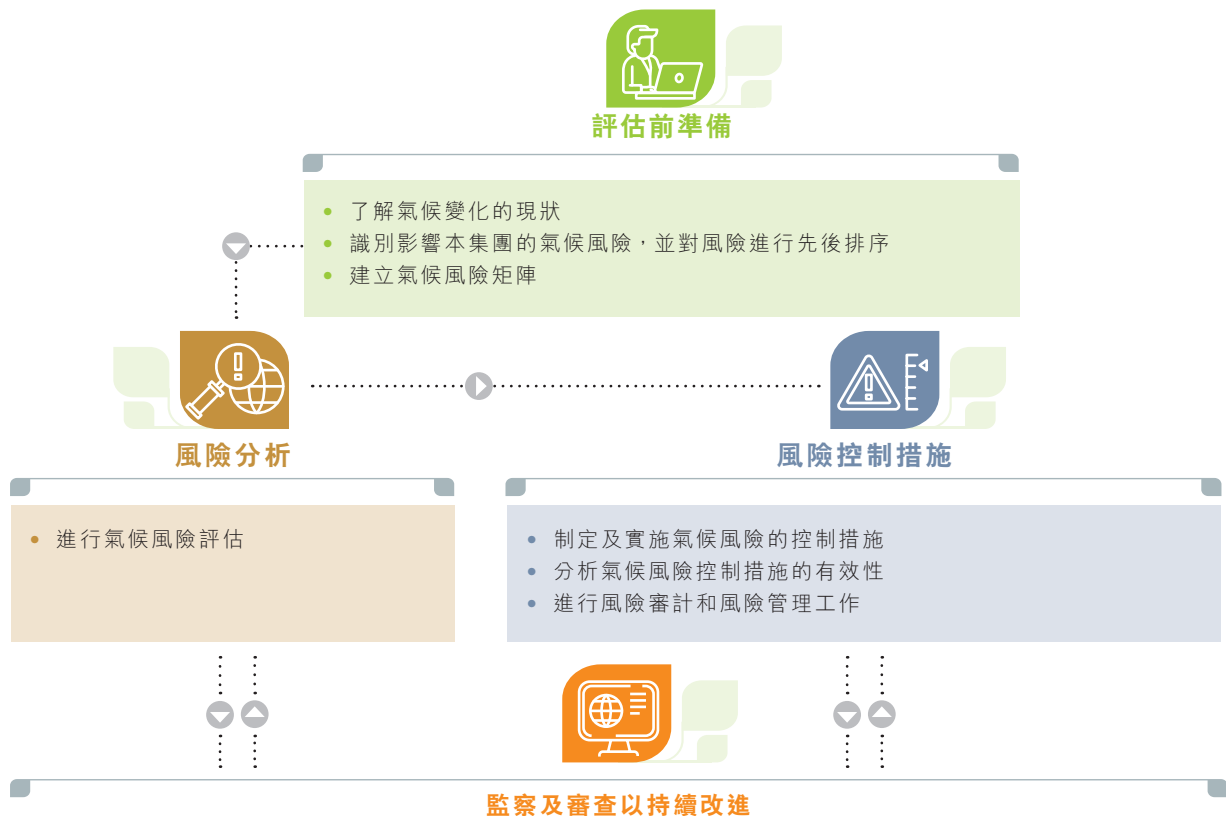 評估前準備
• 了解氣候變化的現狀
• 識別影響本集團的氣候風險，並對風險進行先後排序
• 建立氣候風險矩陣
風險分析
• 進行氣候風險評估
風險控制措施
• 制定及實施氣候風險的控制措施
• 分析氣候風險控制措施的有效性
• 進行風險審計和風險管理工作
監察及審查以持續改進